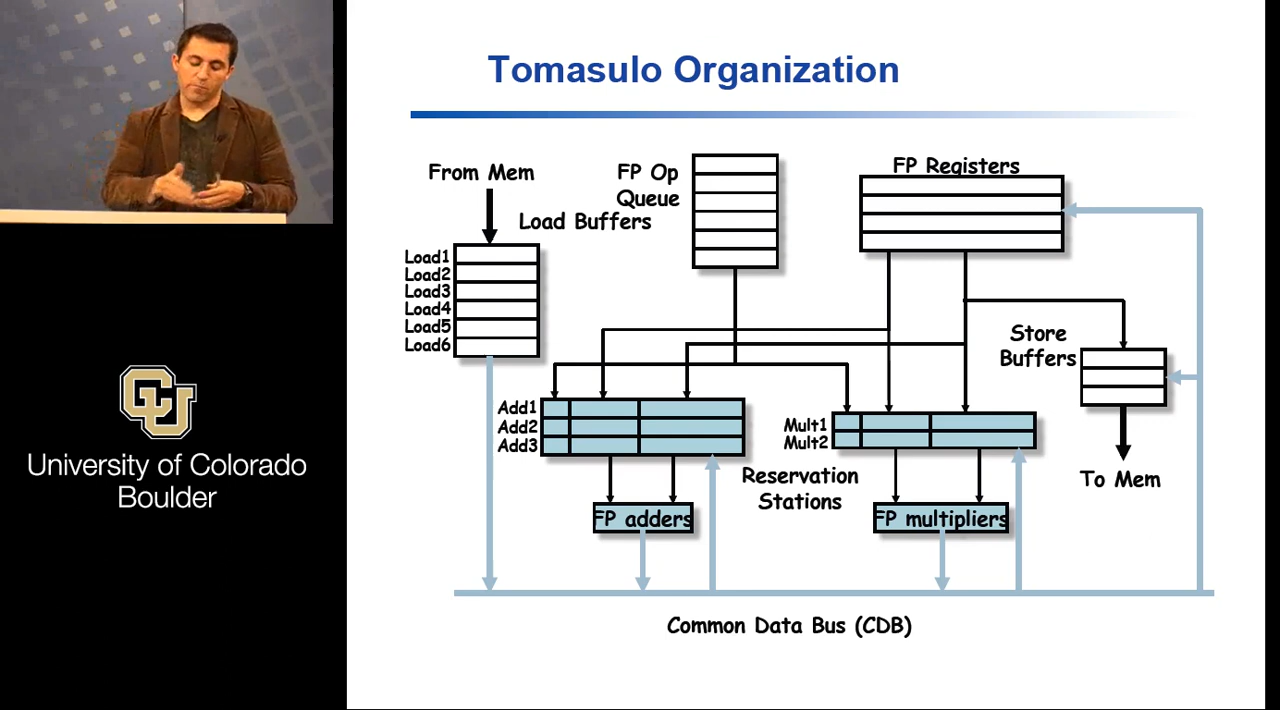 Tomasulo Organization
From Mem
FP Op
Queue
FP Registers
Load Buffers
Load1
Load2
Load3
Load4
Load5
Load6
Store
Buffers
Add1
Add2
Add3
Mult1
Mult2
Reservation
Stations
To Mem
FP adders
FP multipliers
Common Data Bus (CDB)
CU
University of Colorado
Boulder